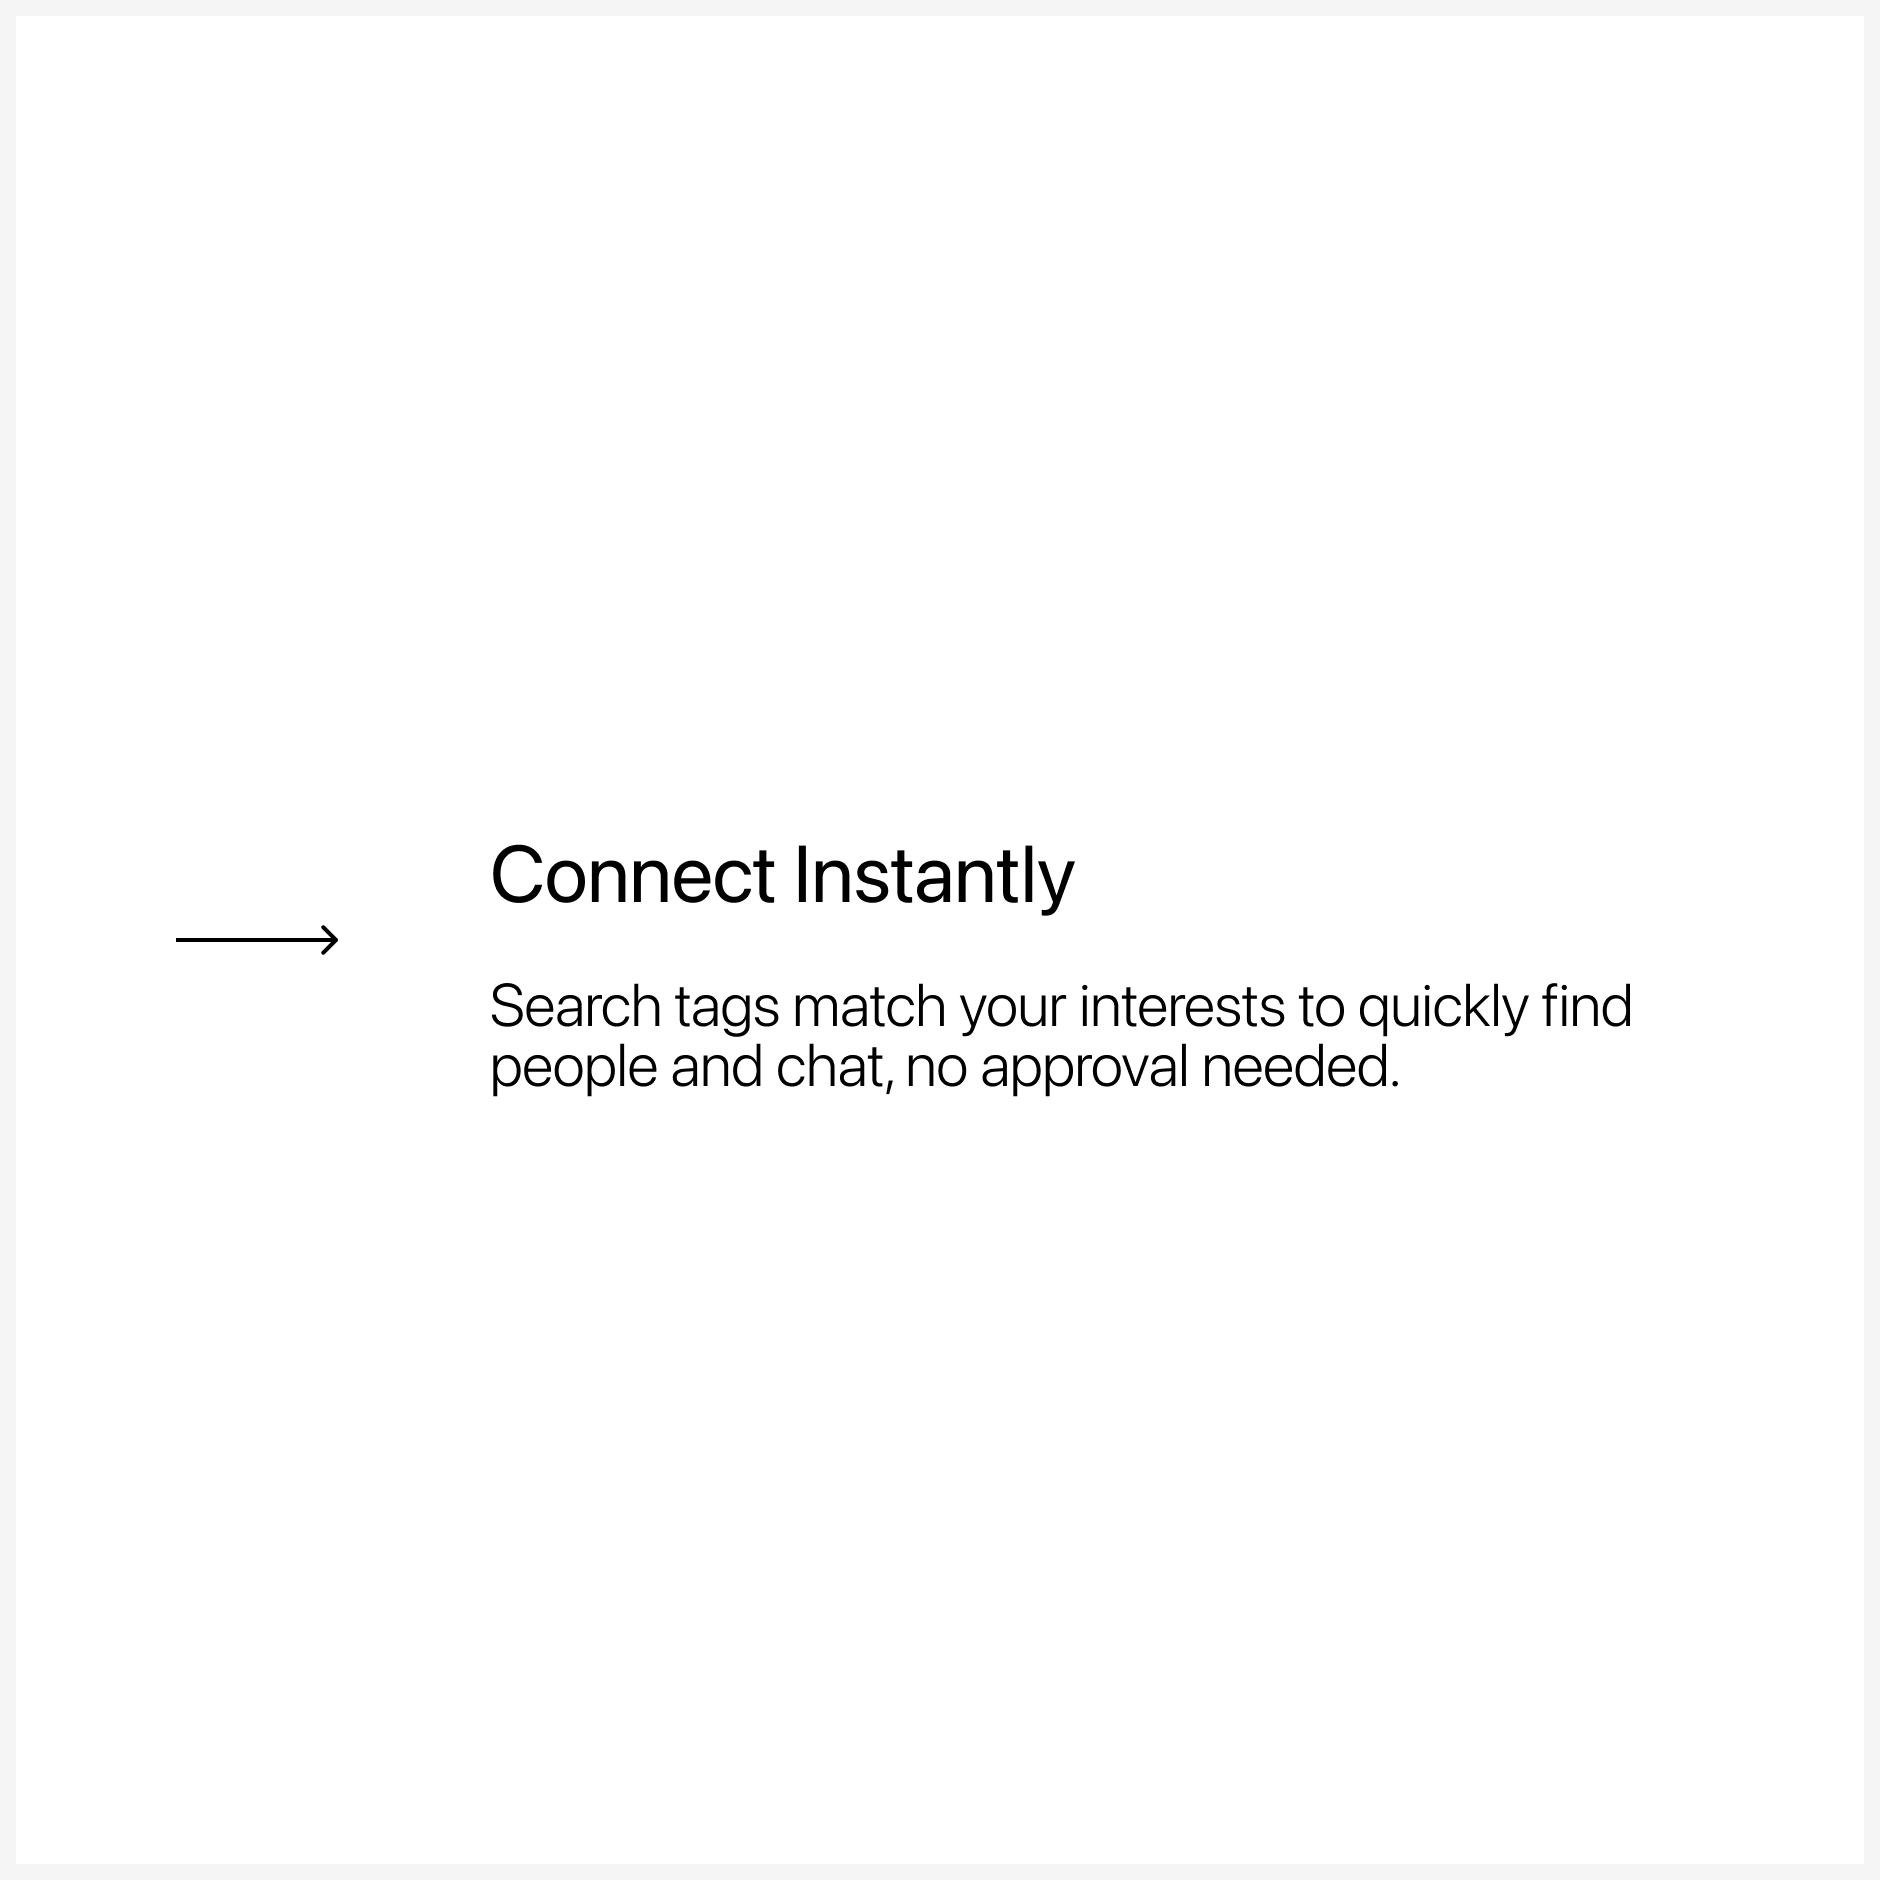 Connect Instantly
Search tags match your interests to quickly find
people and chat, no approval needed.